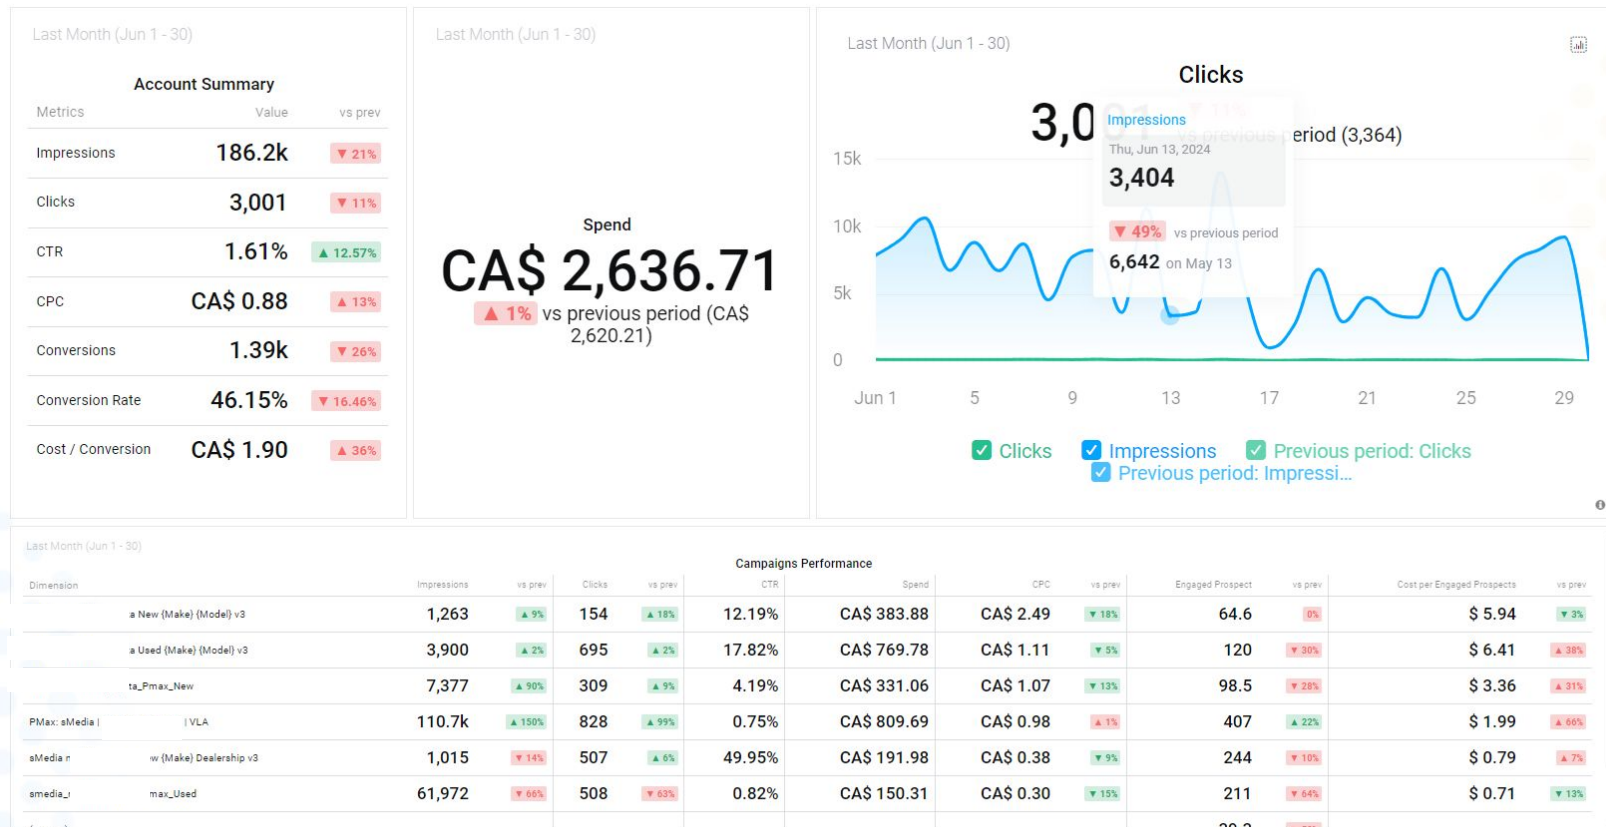 Last Month (Jun 1 - 30)
Account Summary
Metrics Value vs prev
Impressions 186.2k ▼ 21%
Clicks 3,001 ▼ 11%
CTR 1.61% ▲ 12.57%
CPC CA$ 0.88 ▲ 13%
Conversions 1.39k ▼ 26%
Conversion Rate 46.15% ▼ 16.46%
Cost / Conversion CA$ 1.90 ▲ 36%
Last Month (Jun 1 - 30)
Spend
CA$ 2,636.71
▲ 1% vs previous period (CA$
2,620.21)
Last Month (Jun 1 - 30)
Clicks
3,001 ▼ 11%
vs previous period (3,364)
Impressions
Thu, Jun 13, 2024
3,404
▼ 49% vs previous period
6,642 on May 13
15k
10k
5k
0
Jun 1 5 9 13 17 21 25 29
Clicks Impressions Previous period: Clicks
Previous period: Impressi...
Last Month (Jun 1 - 30)
Campaigns Performance
Dimension Impressions vs prev Clicks vs prev CTR Spend CPC vs prev Engaged Prospect vs prev Cost per Engaged Prospects vs prev
a New {Make} {Model} v3 1,263 ▲ 9% 154 ▲ 18% 12.19% CA$ 383.88 CA$ 2.49 ▼ 18% 64.6 0% $ 5.94 ▼ 3%
a Used {Make} {Model} v3 3,900 ▲ 2% 695 ▲ 2% 17.82% CA$ 769.78 CA$ 1.11 ▼ 5% 120 ▼ 30% $ 6.41 ▲ 38%
ta_Pmax_New 7,377 ▲ 90% 309 ▲ 9% 4.19% CA$ 331.06 CA$ 1.07 ▼ 13% 98.5 ▼ 28% $ 3.36 ▲ 31%
PMax: sMedia | | VLA 110.7k ▲ 150% 828 ▲ 99% 0.75% CA$ 809.69 CA$ 0.98 ▲ 1% 407 ▲ 22% $ 1.99 ▲ 66%
sMedia {Make} Dealership v3 1,015 ▼ 14% 507 ▲ 6% 49.95% CA$ 191.98 CA$ 0.38 ▼ 9% 244 ▼ 10% $ 0.79 ▲ 7%
smedia_ max_Used 61,972 ▼ 66% 508 ▼ 63% 0.82% CA$ 150.31 CA$ 0.30 ▼ 15% 211 ▼ 64% $ 0.71 ▼ 13%